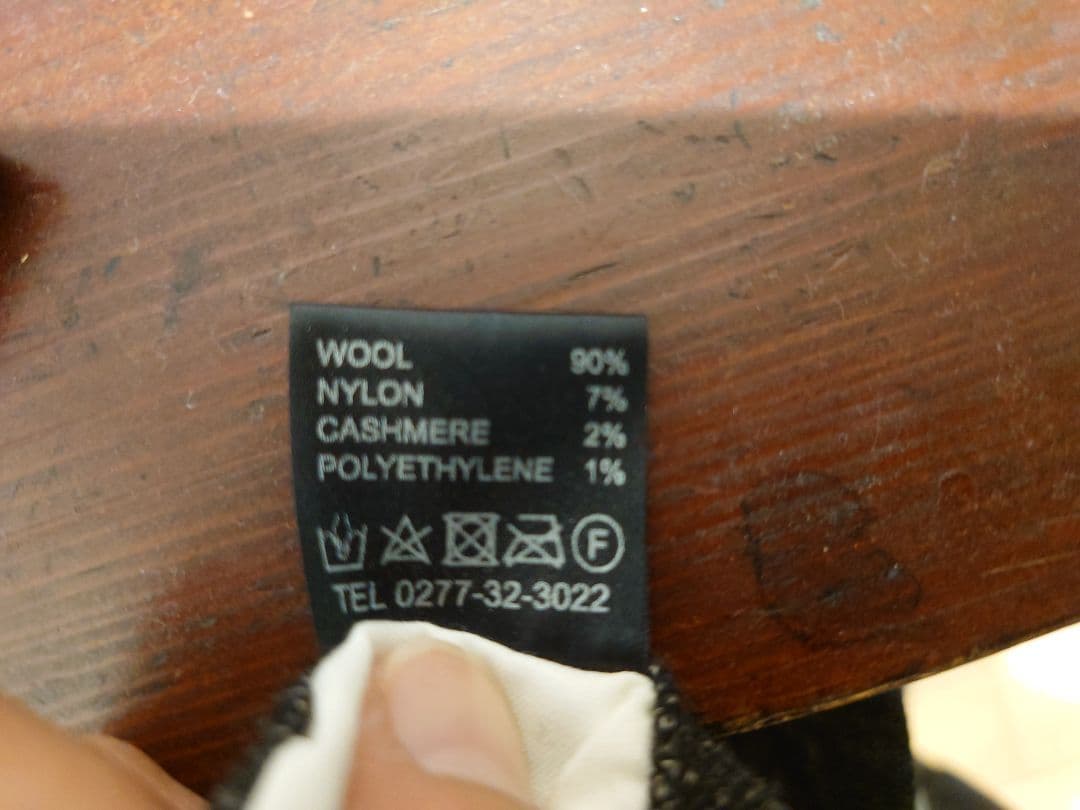 WOOL 90%
NYLON 7%
CASHMERE 2%
POLYETHYLENE 1%
F
TEL 0277-32-3022